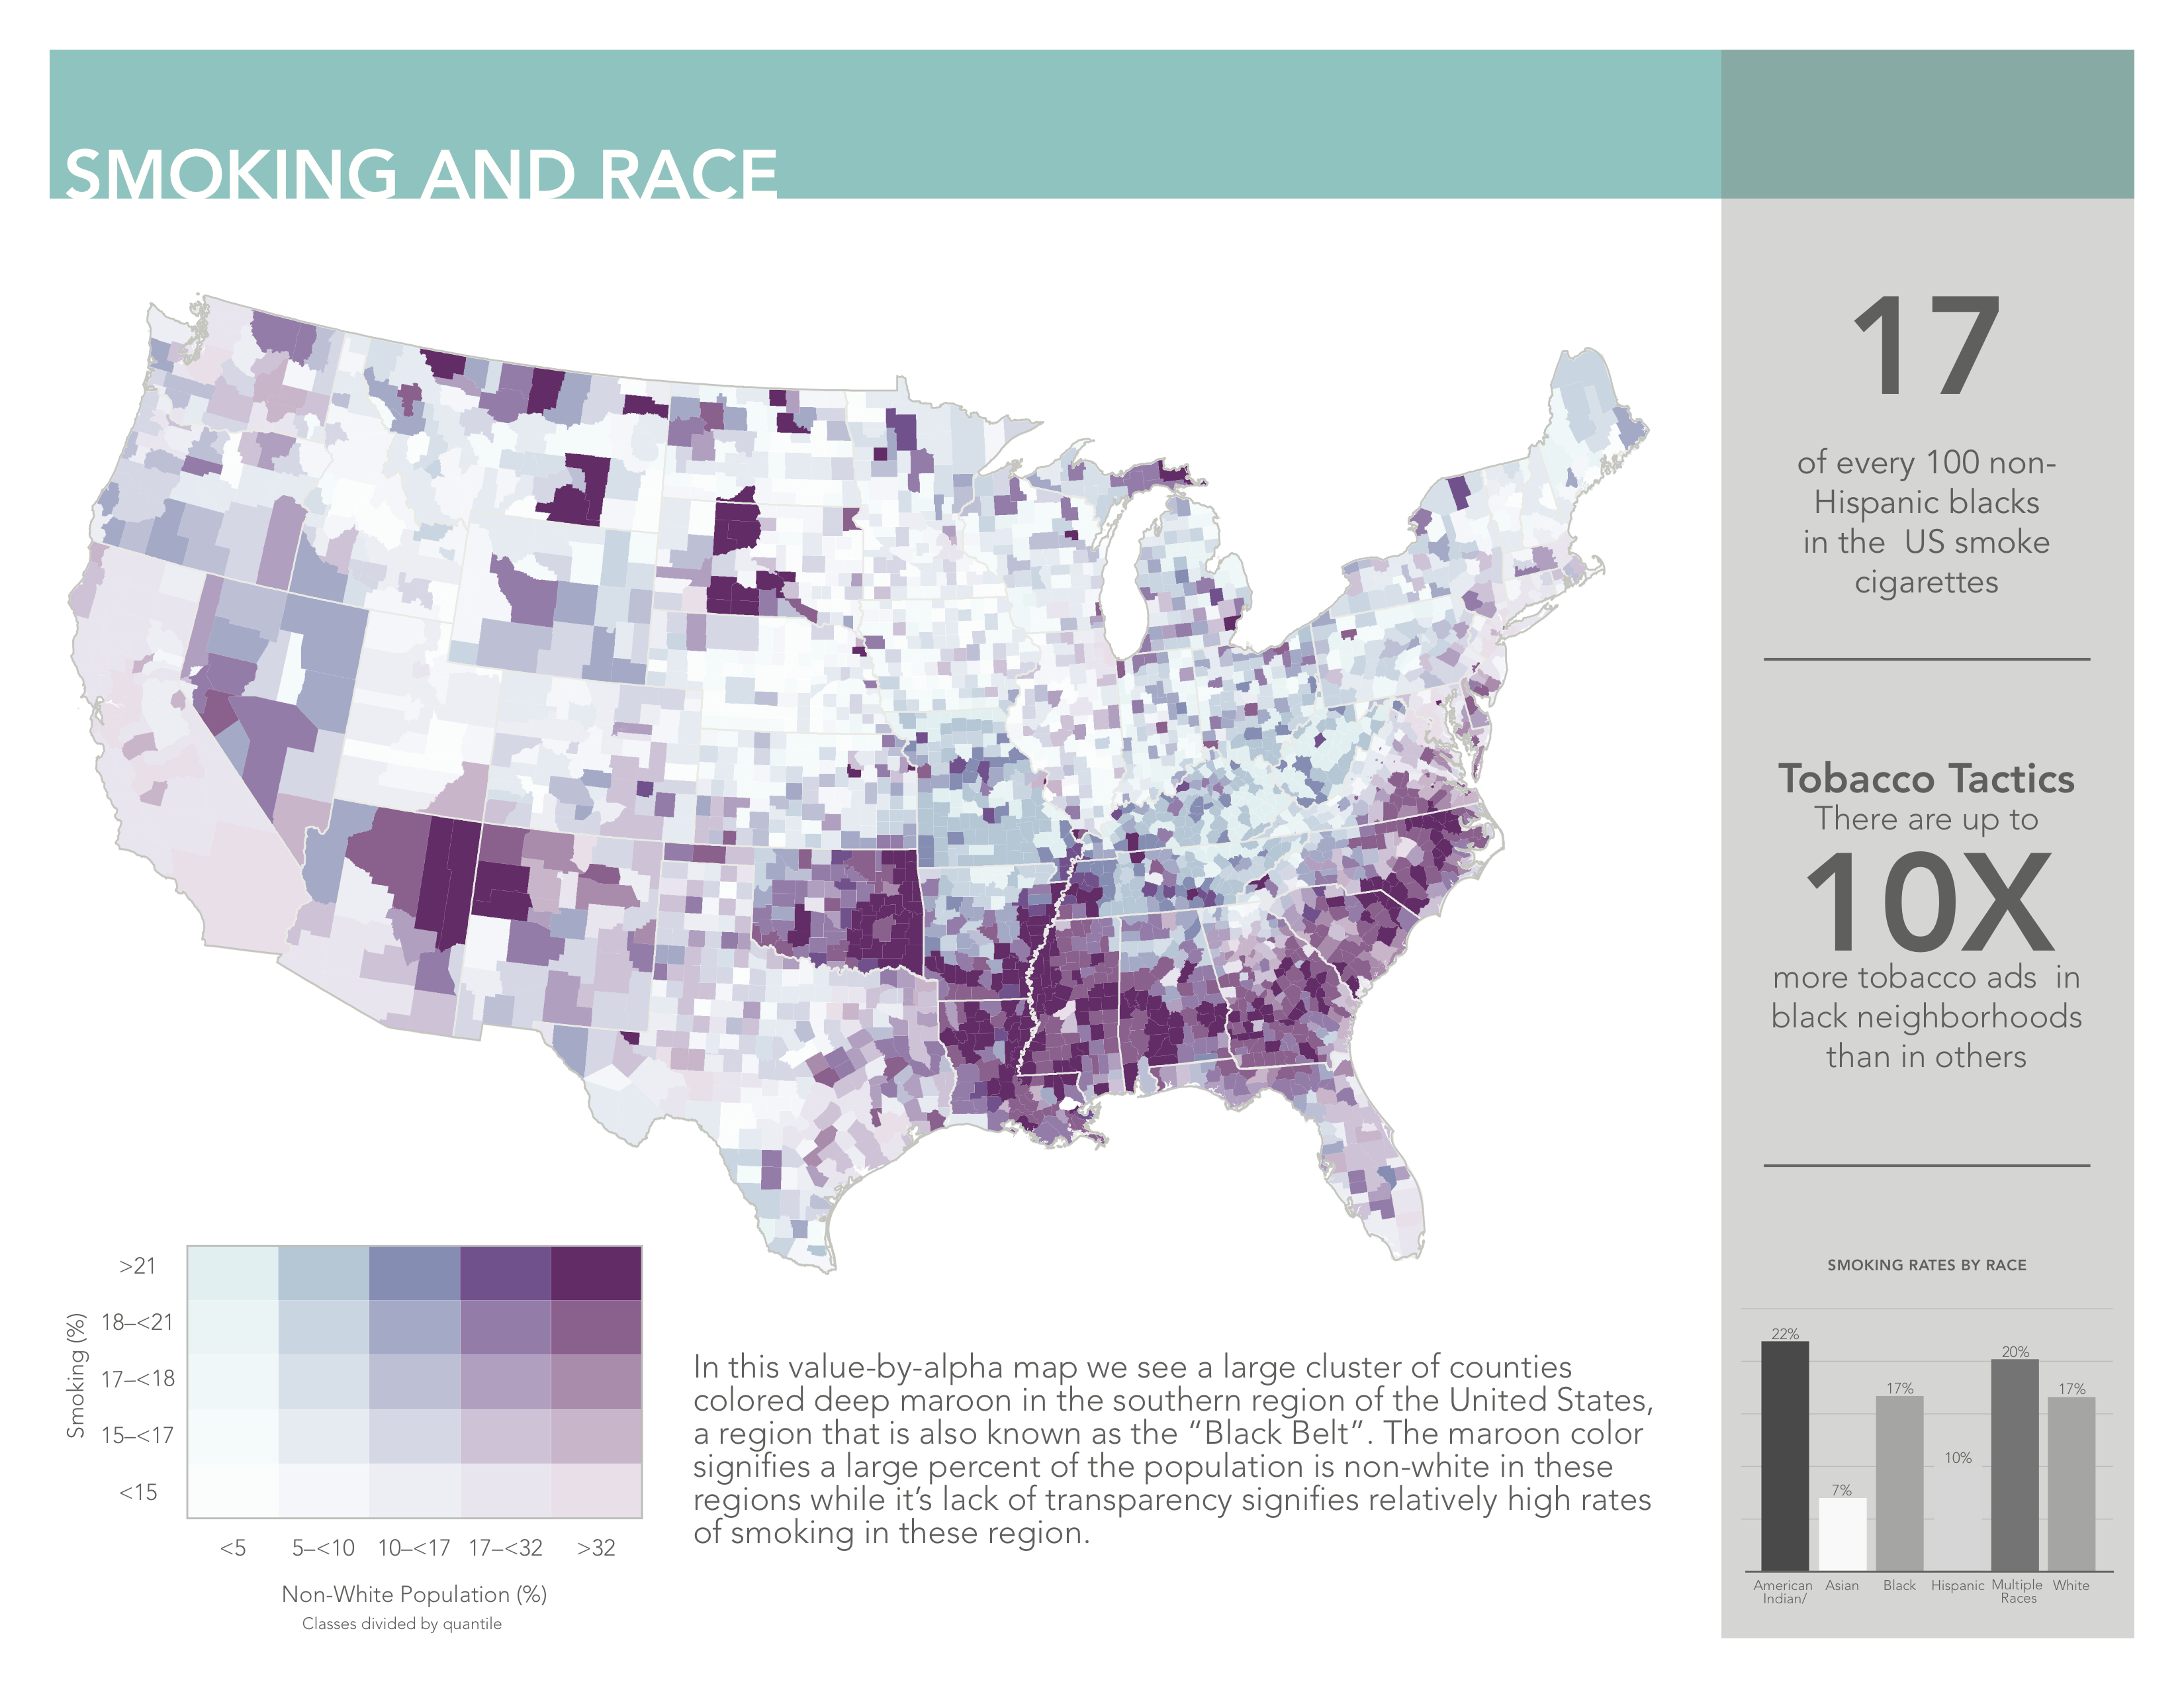 SMOKING AND RACE
17
of every 100 non-
Hispanic blacks
in the  US smoke
cigarettes
Tobacco Tactics
There are up to
10X
more tobacco ads  in
black neighborhoods
than in others
SMOKING RATES BY RACE
22%
7%
17%
10%
20%
17%
American Indian/
Asian
Black
Hispanic
Multiple Races
White
>21
18–<21
17–<18
15–<17
<15
Smoking (%)
<5 5–<10 10–<17 17–<32 >32
Non-White Population (%)
Classes divided by quantile
In this value-by-alpha map we see a large cluster of counties
colored deep maroon in the southern region of the United States,
a region that is also known as the “Black Belt”. The maroon color
signifies a large percent of the population is non-white in these
regions while it’s lack of transparency signifies relatively high rates
of smoking in these region.